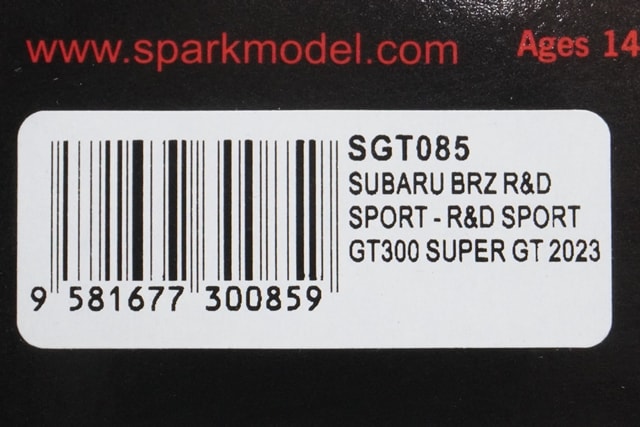 www.sparkmodel.com
Ages 14
SGT085
SUBARU BRZ R&D
SPORT - R&D SPORT
GT300 SUPER GT 2023
9 581677 300859